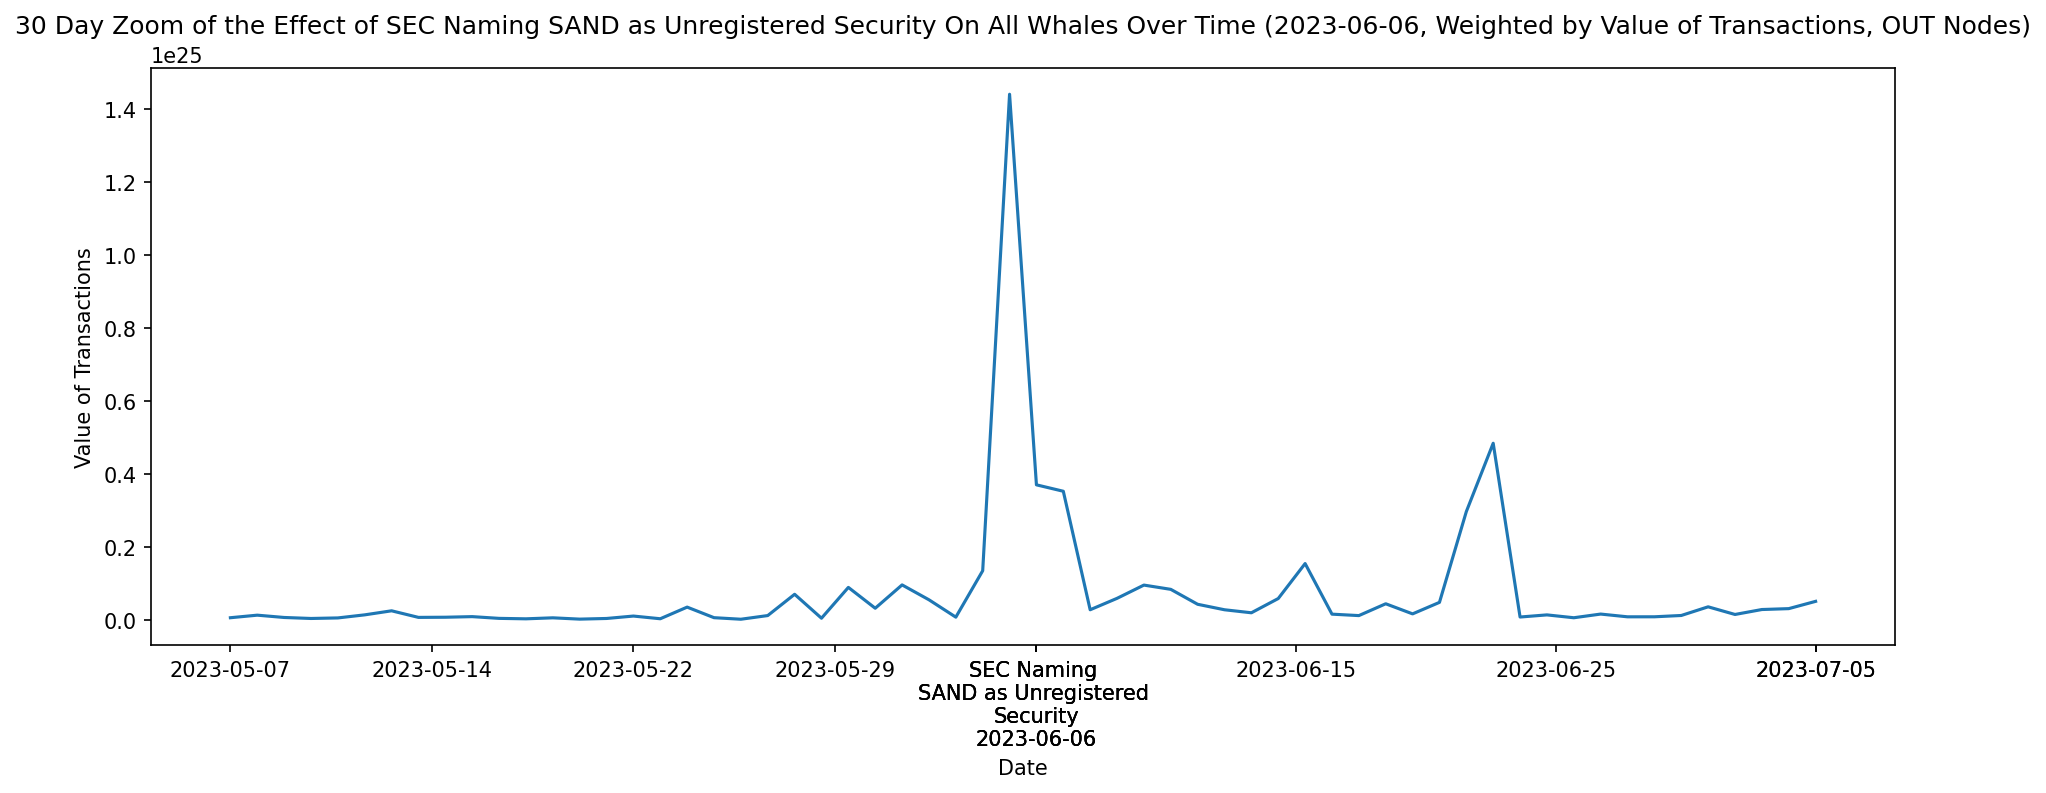 30 Day Zoom of the Effect of SEC Naming SAND as Unregistered Security On All Whales Over Time (2023-06-06, Weighted by Value of Transactions, OUT Nodes)
1e25
1.4
1.2
1.0
0.8
0.6
0.4
0.2
0.0
Value of Transactions
2023-05-07
2023-05-14
2023-05-22
2023-05-29
SEC Naming
SAND as Unregistered
Security
2023-06-06
2023-06-15
2023-06-25
2023-07-05
Date